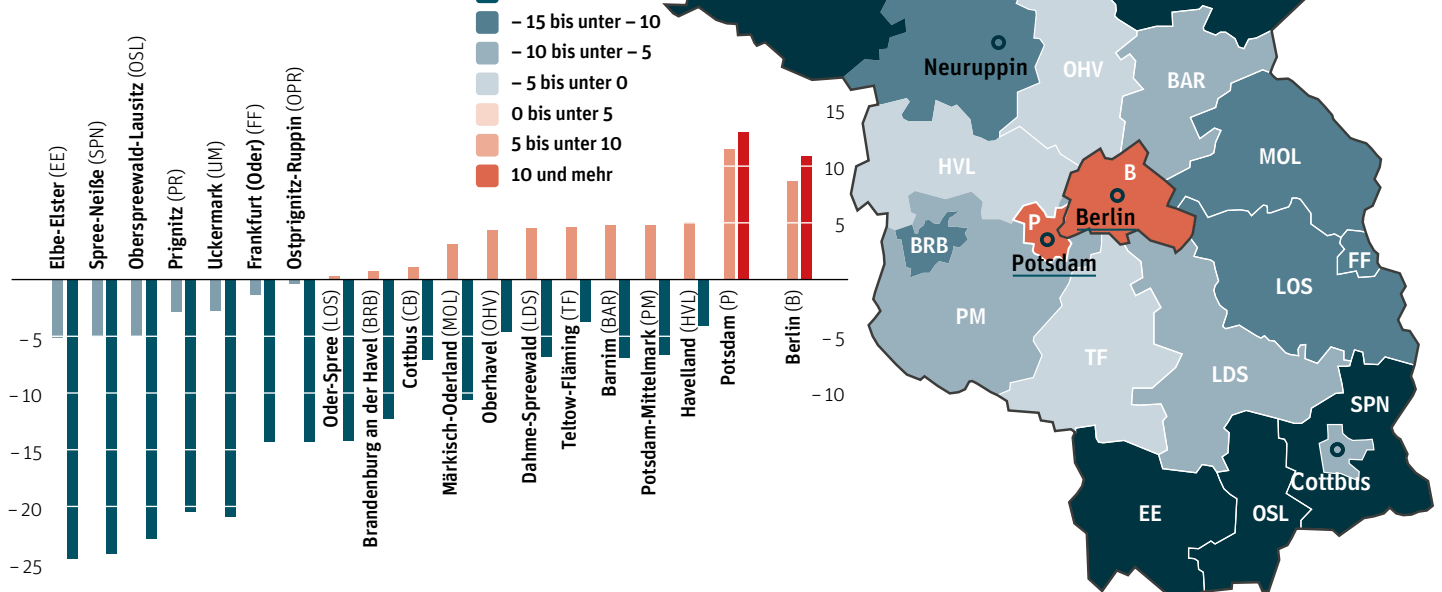 – 15 bis unter – 10
– 10 bis unter – 5
– 5 bis unter 0
0 bis unter 5
5 bis unter 10
10 und mehr
15
10
5
– 5
– 10
– 5
– 10
– 15
– 20
– 25
Elbe-Elster (EE)
Spree-Neiße (SPN)
Oberspreewald-Lausitz (OSL)
Prignitz (PR)
Uckermark (UM)
Frankfurt (Oder) (FF)
Ostprignitz-Ruppin (OPR)
Oder-Spree (LOS)
Brandenburg an der Havel (BRB)
Cottbus (CB)
Märkisch-Oderland (MOL)
Oberhavel (OHV)
Dahme-Spreewald (LDS)
Teltow-Fläming (TF)
Barnim (BAR)
Potsdam-Mittelmark (PM)
Havelland (HVL)
Potsdam (P)
Berlin (B)
Neuruppin
OHV
BAR
MOL
HVL
B
Berlin
P
Potsdam
BRB
FF
LOS
PM
TF
LDS
SPN
Cottbus
EE
OSL